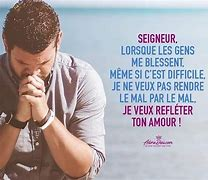 SEIGNEUR,
LORSQUE LES GENS
ME BLESSENT,
MÊME SI C'EST DIFFICILE,
JE NE VEUX PAS RENDRE
LE MAL PAR LE MAL.
JE VEUX REFLÉTER
TON AMOUR !